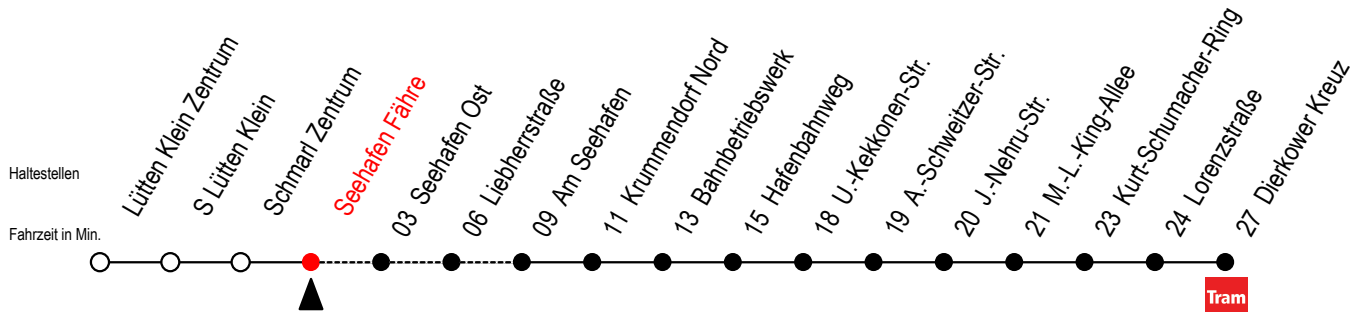 Haltestellen
Fahrzeit in Min.
Lütten Klein Zentrum
S Lütten Klein
Schmarl Zentrum
Seehafen Fähre
03 Seehafen Ost
06 Liebherrstraße
09 Am Seehafen
11 Krummendorf Nord
13 Bahnbetriebswerk
15 Hafenbahnweg
18 U.-Kekkonen-Str.
19 A.-Schweitzer-Str.
20 J.-Nehru-Str.
21 M.-L.-King-Allee
23 Kurt-Schumacher-Ring
24 Lorenzstraße
27 Dierkower Kreuz
Tram